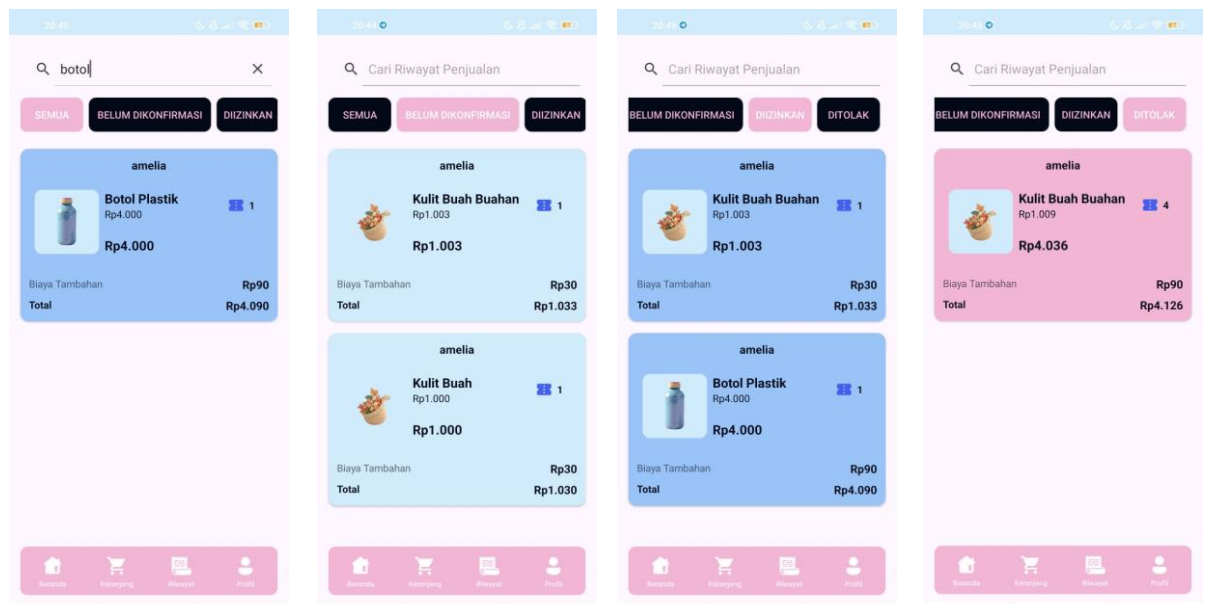 20.45
botol
SEMUA BELUM DIKONFIRMASI DIIZINKAN
amelia
Botol Plastik
Rp4.000
1
Rp4.000
Biaya Tambahan Rp90
Total Rp4.090
Beranda Keranjang Riwayat Profil
20.44
Cari Riwayat Penjualan
SEMUA BELUM DIKONFIRMASI DIIZINKAN
amelia
Kulit Buah Buahan
Rp1.003
1
Rp1.003
Biaya Tambahan Rp30
Total Rp1.033
amelia
Kulit Buah
Rp1.000
1
Rp1.000
Biaya Tambahan Rp30
Total Rp1.030
Beranda Keranjang Riwayat Profil
20.45
Cari Riwayat Penjualan
BELUM DIKONFIRMASI DIIZINKAN DITOLAK
amelia
Kulit Buah Buahan
Rp1.003
1
Rp1.003
Biaya Tambahan Rp30
Total Rp1.033
amelia
Botol Plastik
Rp4.000
1
Rp4.000
Biaya Tambahan Rp90
Total Rp4.090
Beranda Keranjang Riwayat Profil
20.45
Cari Riwayat Penjualan
BELUM DIKONFIRMASI DIIZINKAN DITOLAK
amelia
Kulit Buah Buahan
Rp1.009
4
Rp4.036
Biaya Tambahan Rp90
Total Rp4.126
Beranda Keranjang Riwayat Profil